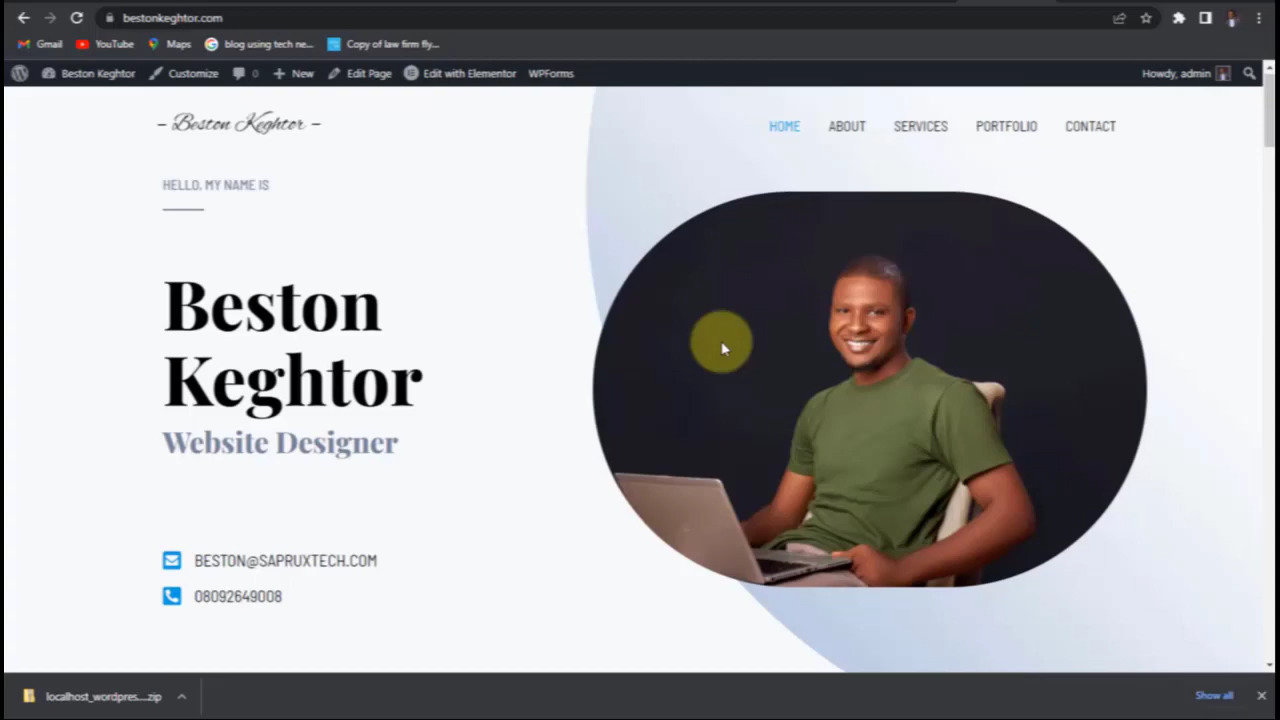 bestonkeghtor.com
Gmail YouTube Maps blog using tech ne... Copy of law firm fly...
Beston Keghtor Customize 0 New Edit Page Edit with Elementor WPForms Howdy, admin
– Beston Keghtor –
HOME ABOUT SERVICES PORTFOLIO CONTACT
HELLO, MY NAME IS
Beston
Keghtor
Website Designer
BESTON@SAPRUXTECH.COM
08092649008
localhost_wordpres....zip Show all